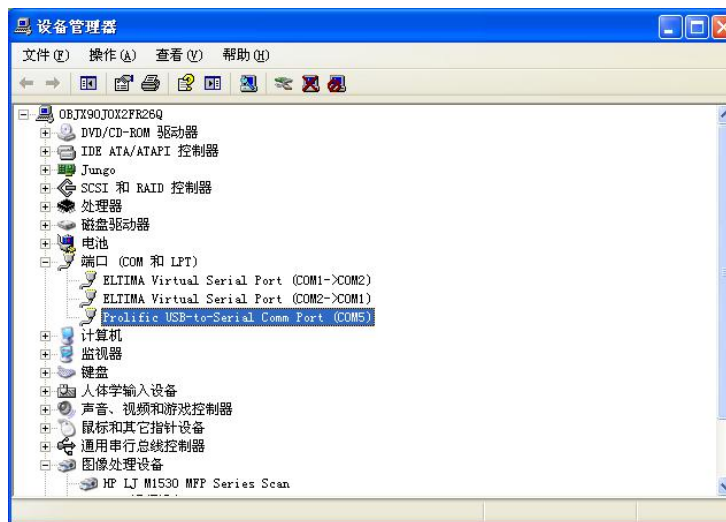 设备管理器
文件(F) 操作(A) 查看(V) 帮助(H)
OBJX90J0X2FR26Q
DVD/CD-ROM 驱动器
IDE ATA/ATAPI 控制器
Jungo
SCSI 和 RAID 控制器
处理器
磁盘驱动器
电池
端口 (COM 和 LPT)
ELTIMA Virtual Serial Port (COM1->COM2)
ELTIMA Virtual Serial Port (COM2->COM1)
Prolific USB-to-Serial Comm Port (COM5)
计算机
监视器
键盘
人体学输入设备
声音、视频和游戏控制器
鼠标和其它指针设备
通用串行总线控制器
图像处理设备
HP LJ M1530 MFP Series Scan